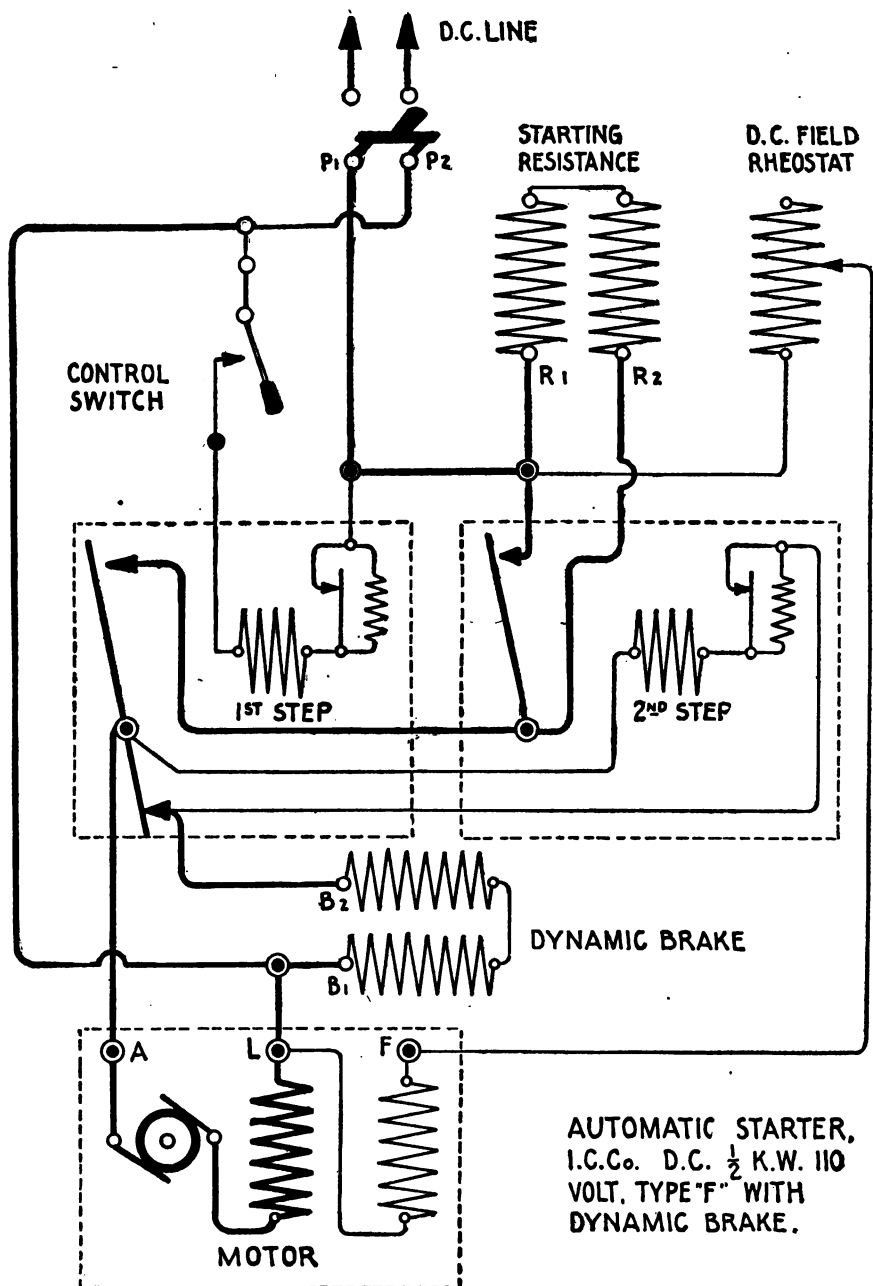 D.C. LINE
P1
P2
STARTING
RESISTANCE
D.C. FIELD
RHEOSTAT
R1
R2
CONTROL
SWITCH
1ST STEP
2ND STEP
B2
DYNAMIC BRAKE
B1
A
L
F
AUTOMATIC STARTER,
I.C.Co. D.C. ½ K.W. 110
VOLT, TYPE "F" WITH
DYNAMIC BRAKE.
MOTOR